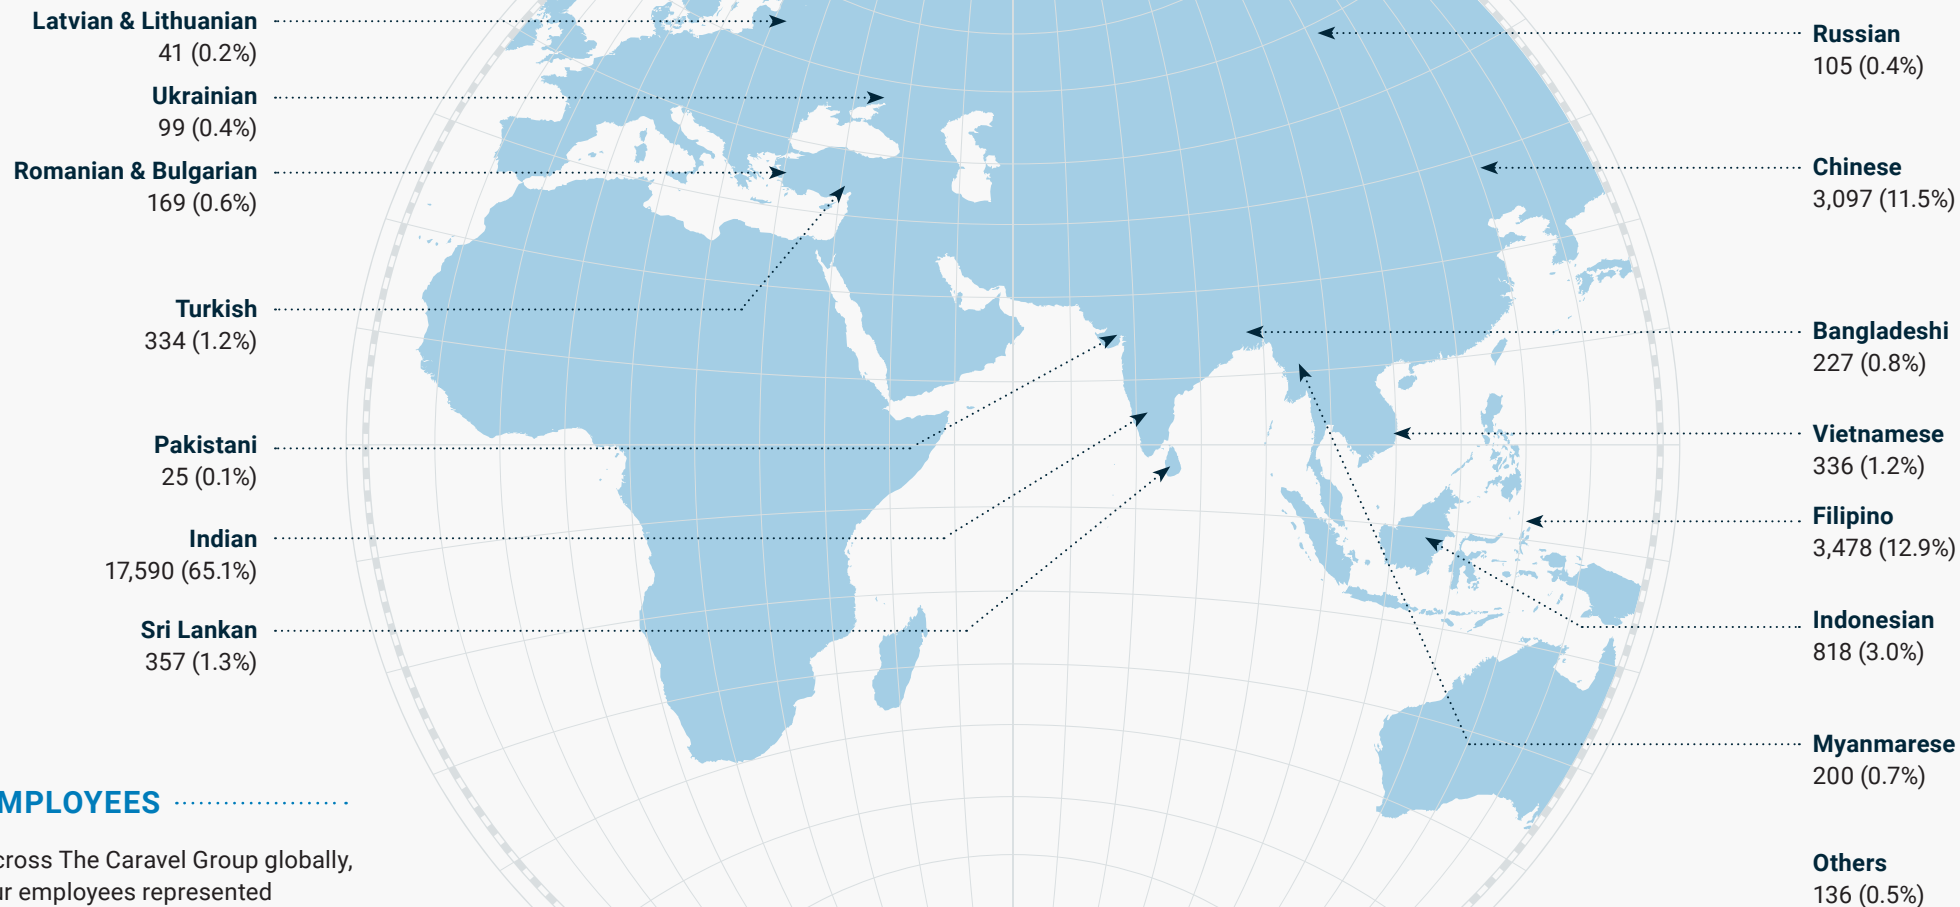 Latvian & Lithuanian
41 (0.2%)
Ukrainian
99 (0.4%)
Romanian & Bulgarian
169 (0.6%)
Turkish
334 (1.2%)
Pakistani
25 (0.1%)
Indian
17,590 (65.1%)
Sri Lankan
357 (1.3%)
MPLOYEES
cross The Caravel Group globally,
ur employees represented
Russian
105 (0.4%)
Chinese
3,097 (11.5%)
Bangladeshi
227 (0.8%)
Vietnamese
336 (1.2%)
Filipino
3,478 (12.9%)
Indonesian
818 (3.0%)
Myanmarese
200 (0.7%)
Others
136 (0.5%)